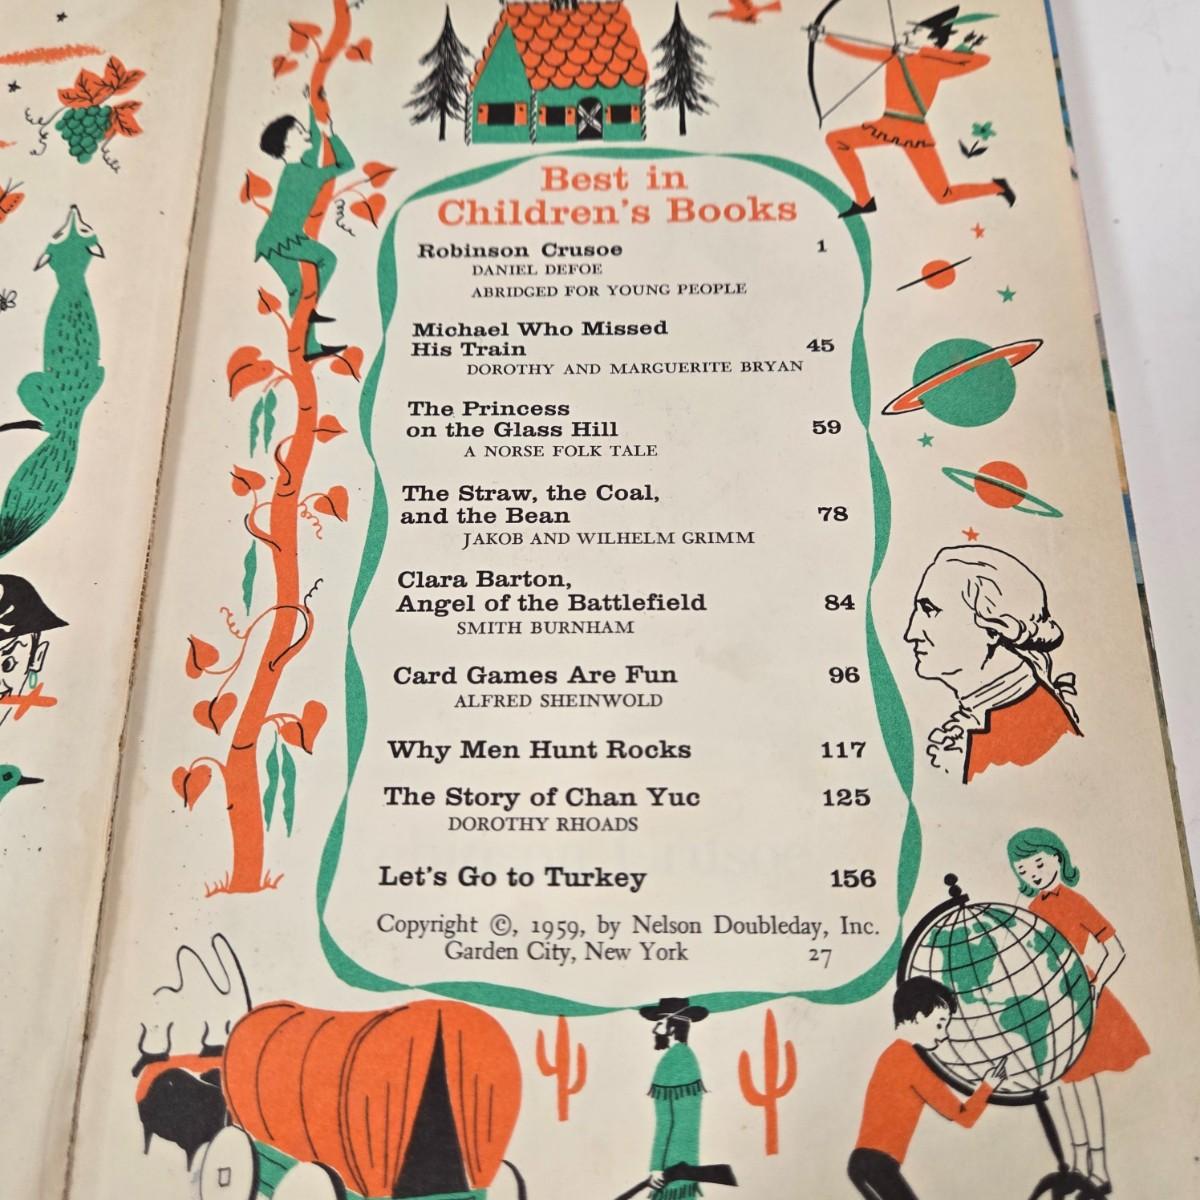 Best in
Children's Books
Robinson Crusoe 1
DANIEL DEFOE
ABRIDGED FOR YOUNG PEOPLE
Michael Who Missed
His Train 45
DOROTHY AND MARGUERITE BRYAN
The Princess
on the Glass Hill 59
A NORSE FOLK TALE
The Straw, the Coal,
and the Bean 78
JAKOB AND WILHELM GRIMM
Clara Barton,
Angel of the Battlefield 84
SMITH BURNHAM
Card Games Are Fun 96
ALFRED SHEINWOLD
Why Men Hunt Rocks 117
The Story of Chan Yuc 125
DOROTHY RHOADS
Let's Go to Turkey 156
Copyright ©, 1959, by Nelson Doubleday, Inc.
Garden City, New York 27